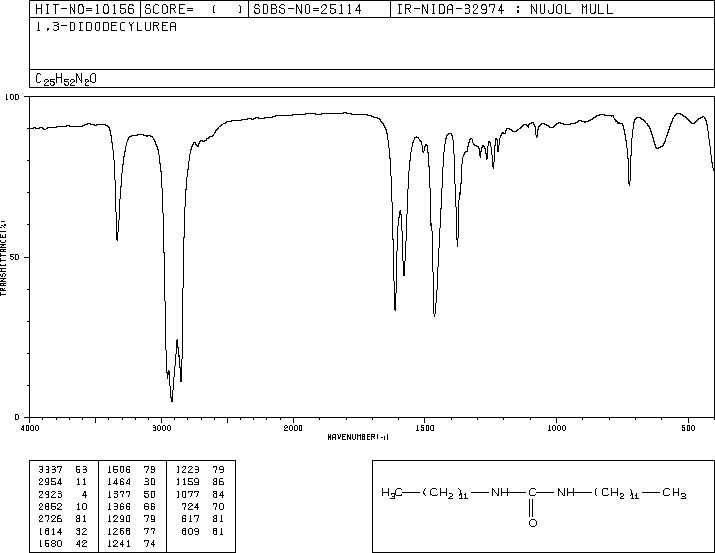 HIT-NO=10156 SCORE= ( ) SDBS-NO=25114 IR-NIDA-32974 : NUJOL MULL
1,3-DIDODECYLUREA
C25H52N2O
100
50
0
TRANSMITTANCE(%)
4000 3000 2000 1500 1000 500
WAVENUMBER(-1)
3337 53 1506 79 1223 79
2954 11 1464 30 1159 86
2923 4 1377 50 1077 84
2852 10 1366 66 724 70
2726 81 1290 79 617 81
1614 32 1268 77 609 81
1580 42 1241 74
H3C—(CH2)11—NH—C—NH—(CH2)11—CH3
O